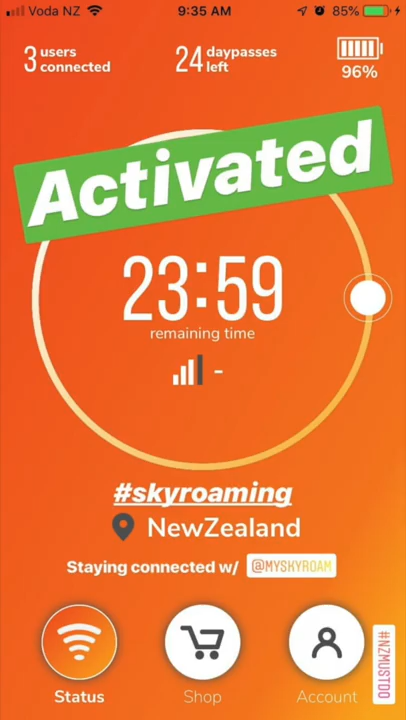 Voda NZ 9:35 AM 85%
3 users connected
24 daypasses left
96%
Activated
23:59
remaining time
-
#skyroaming
NewZealand
Staying connected w/ @MYSKYROAM
Status Shop Account
#NZMUSTDO